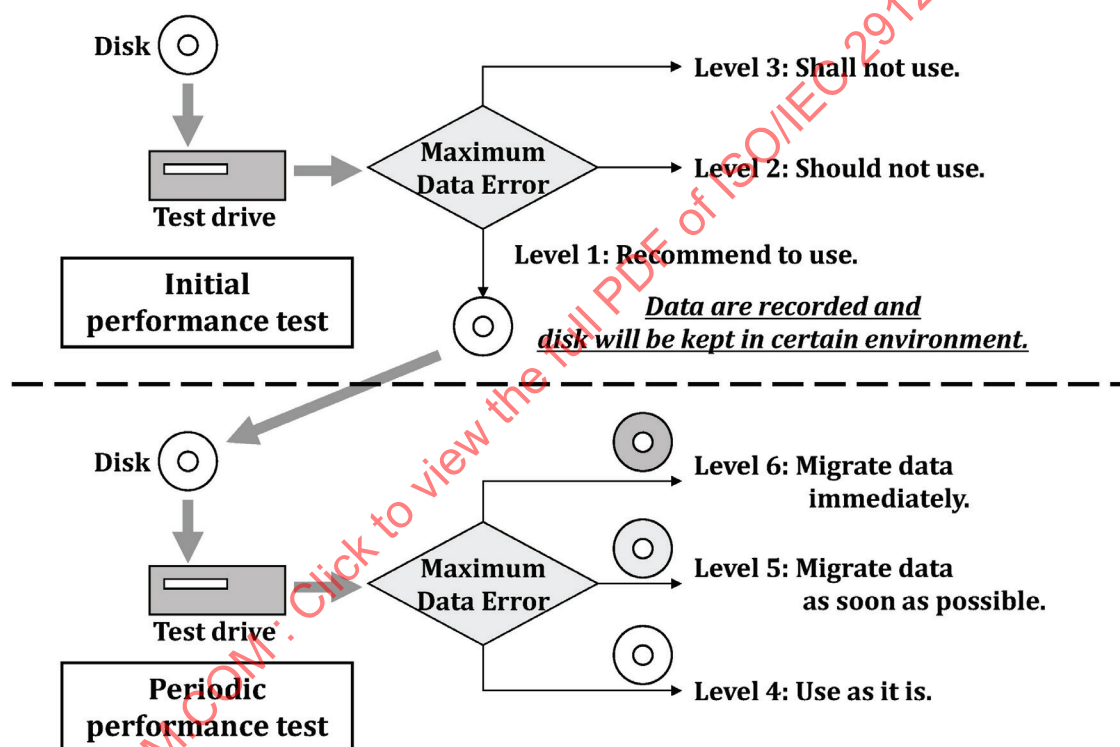 Disk
Level 3: Shall not use.
Maximum
Data Error
Level 2: Should not use.
Test drive
Level 1: Recommend to use.
Initial
performance test
Data are recorded and
disk will be kept in certain environment.
Disk
Level 6: Migrate data
immediately.
Maximum
Data Error
Level 5: Migrate data
as soon as possible.
Test drive
Level 4: Use as it is.
Periodic
performance test
M.COM : Click to view the full PDF of ISO/IEC 2912